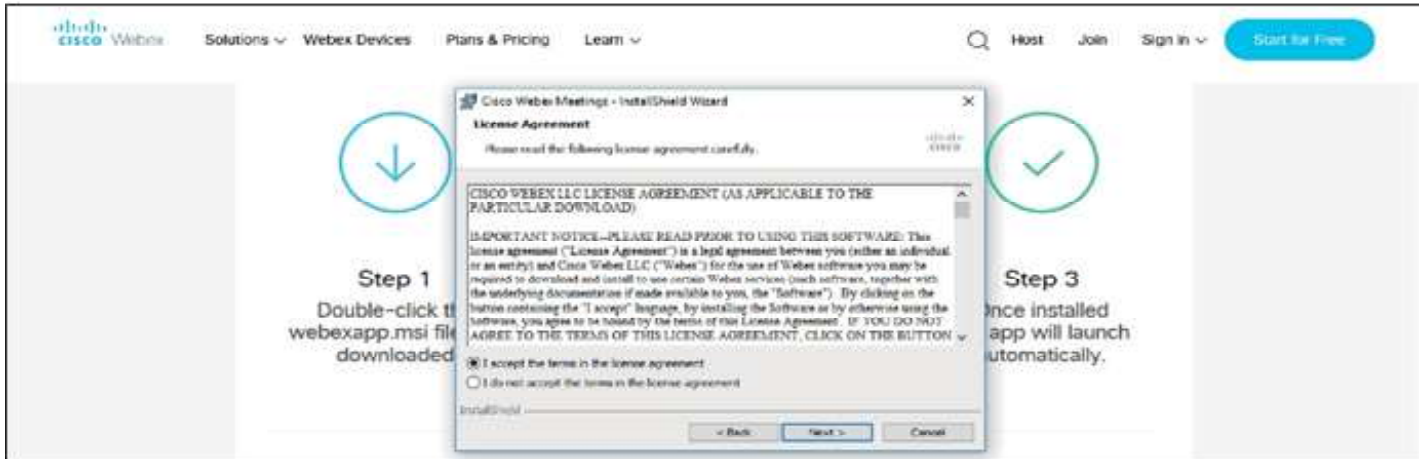 CISCO Webex Solutions Webex Devices Plans & Pricing Learn Host Join Sign In Start for Free
Cisco Webex Meetings - InstallShield Wizard
License Agreement
Please read the following license agreement carefully.
CISCO
CISCO WEBEX LLC LICENSE AGREEMENT (AS APPLICABLE TO THE
PARTICULAR DOWNLOAD)
IMPORTANT NOTICE--PLEASE READ PRIOR TO USING THIS SOFTWARE: This
license agreement ("License Agreement") is a legal agreement between you (either an individual
or an entity) and Cisco Webex LLC ("Webex") for the use of Webex software you may be
required to download and install to use certain Webex services (such software, together with
the underlying documentation if made available to you, the "Software"). By clicking on the
button containing the "I accept" language, by installing the Software or by otherwise using the
Software, you agree to be bound by the terms of this License Agreement. IF YOU DO NOT
AGREE TO THE TERMS OF THIS LICENSE AGREEMENT, CLICK ON THE BUTTON
I accept the terms in the license agreement
I do not accept the terms in the license agreement
InstallShield
< Back Next > Cancel
Step 1
Double-click th
webexapp.msi file
downloaded
Step 3
Once installed
app will launch
utomatically.